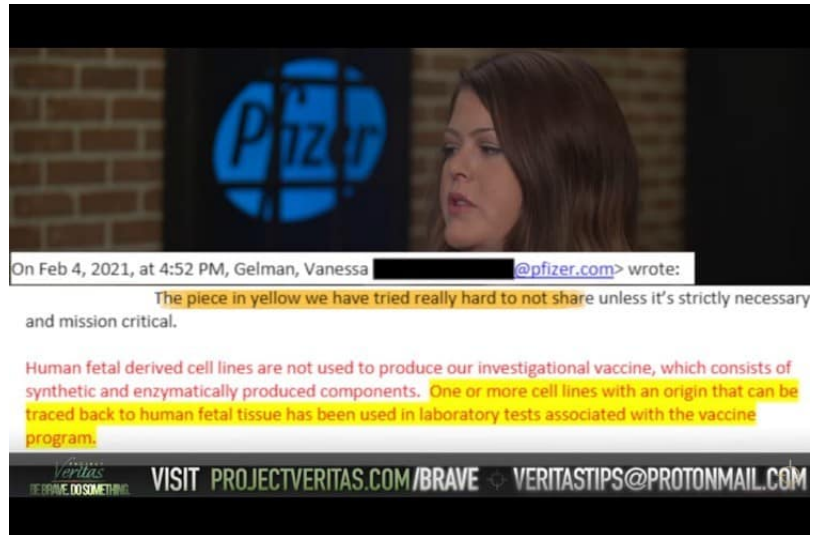 Pfizer
On Feb 4, 2021, at 4:52 PM, Gelman, Vanessa @pfizer.com> wrote:
The piece in yellow we have tried really hard to not share unless it's strictly necessary
and mission critical.
Human fetal derived cell lines are not used to produce our investigational vaccine, which consists of
synthetic and enzymatically produced components. One or more cell lines with an origin that can be
traced back to human fetal tissue has been used in laboratory tests associated with the vaccine
program.
PROJECT
Veritas
BE BRAVE. DO SOMETHING.
VISIT PROJECTVERITAS.COM/BRAVE VERITASTIPS@PROTONMAIL.COM